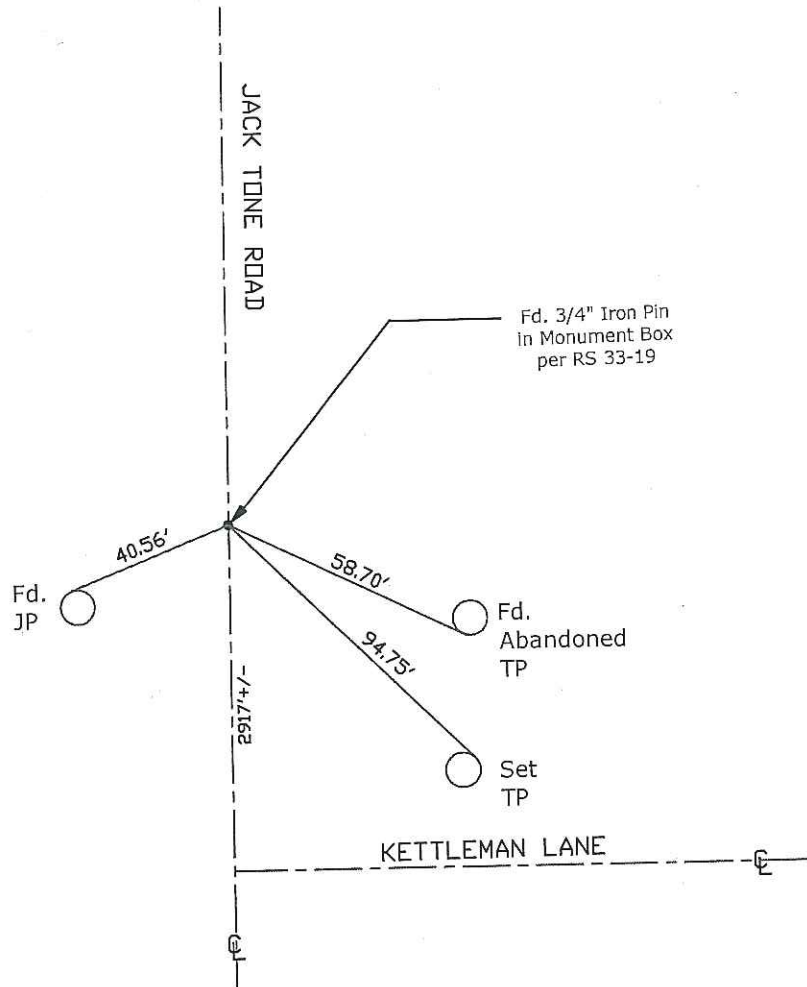 JACK TONE ROAD
Fd. 3/4" Iron Pin
in Monument Box
per RS 33-19
40.56'
58.70'
Fd.
JP
Fd.
Abandoned
TP
94.75'
2917'+/-
Set
TP
KETTLEMAN LANE
℄
℄